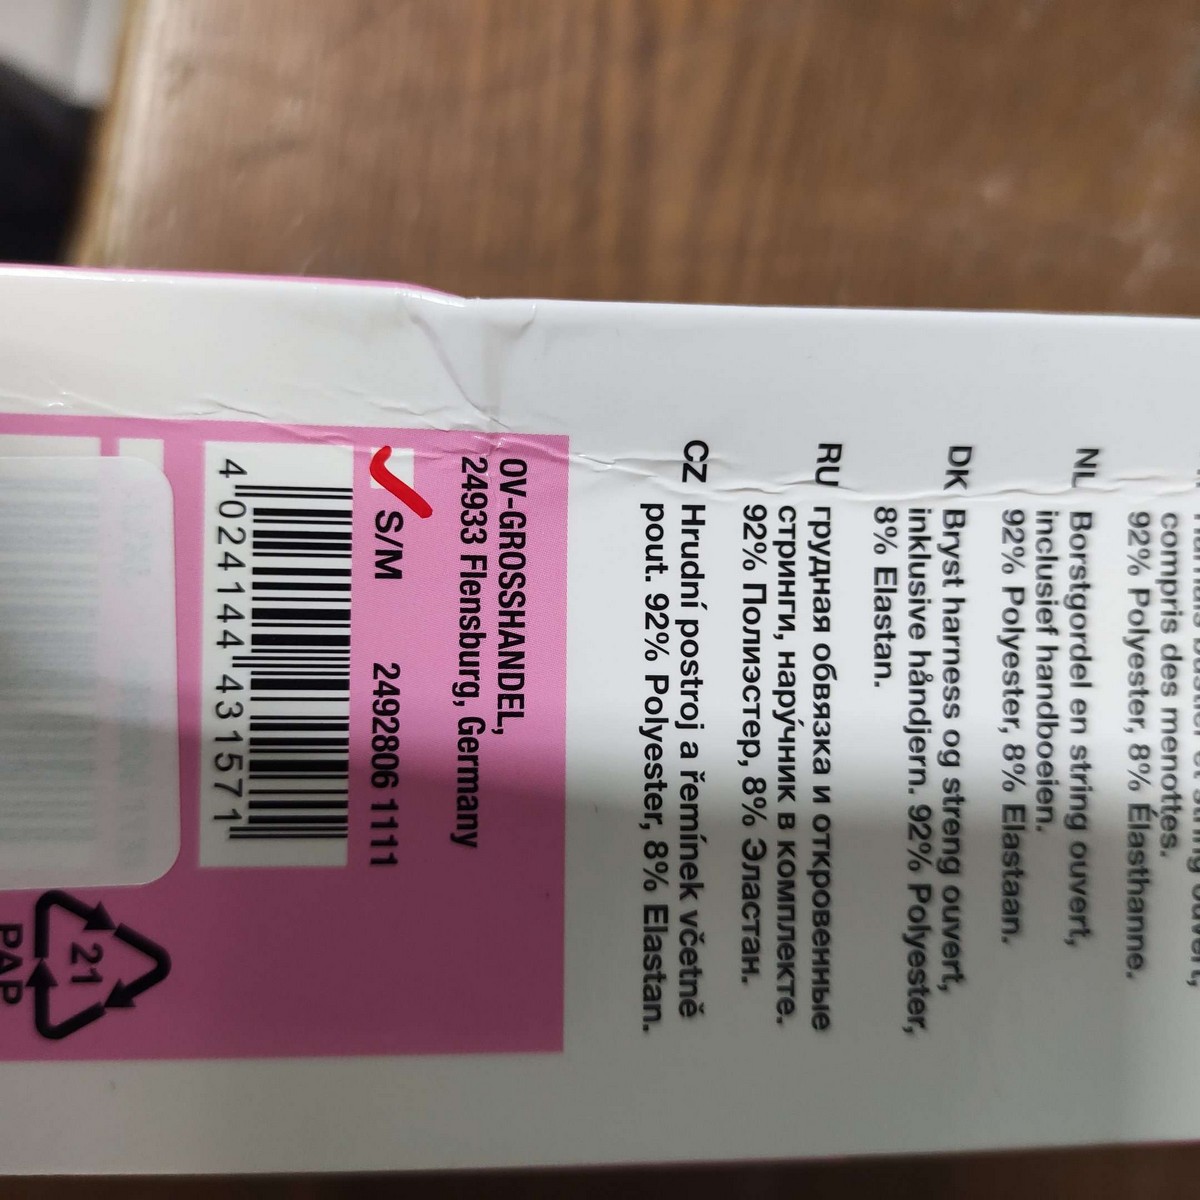 compris des menottes.
92% Polyester, 8% Élasthanne.
NL Borstgordel en string ouvert,
inclusief handboeien.
92% Polyester, 8% Elastaan.
DK Bryst harness og streng ouvert,
inklusive håndjern. 92% Polyester,
8% Elastan.
RU грудная обвязка и откровенные
стринги, нару́чник в комплекте.
92% Полиэстер, 8% Эластан.
CZ Hrudní postroj a řemínek včetně
pout. 92% Polyester, 8% Elastan.
OV-GROSSHANDEL,
24933 Flensburg, Germany
S/M 2492806 1111
4 024144 431571
21
PAP